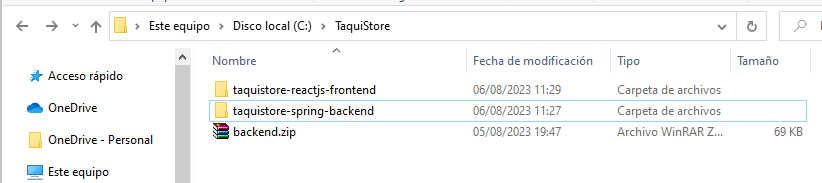 Este equipo > Disco local (C:) > TaquiStore
Nombre Fecha de modificación Tipo Tamaño
Acceso rápido
taquistore-reactjs-frontend 06/08/2023 11:29 Carpeta de archivos
OneDrive
taquistore-spring-backend 06/08/2023 11:27 Carpeta de archivos
OneDrive - Personal
backend.zip 05/08/2023 19:47 Archivo WinRAR Z... 69 KB
Este equipo